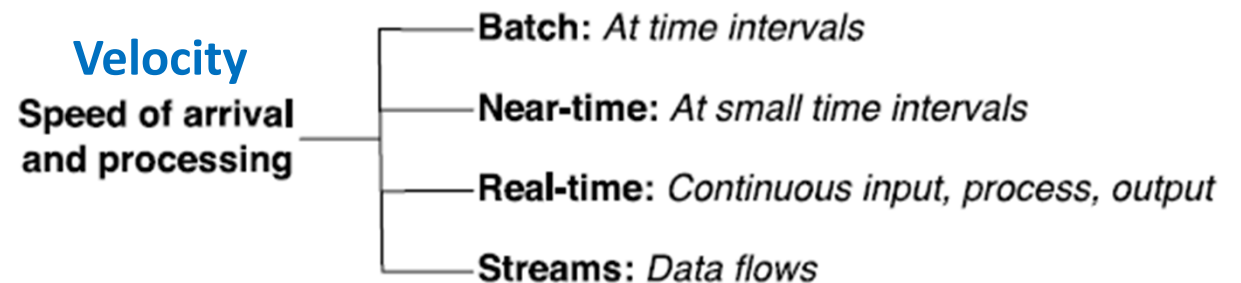 Velocity
Speed of arrival
and processing
Batch: At time intervals
Near-time: At small time intervals
Real-time: Continuous input, process, output
Streams: Data flows